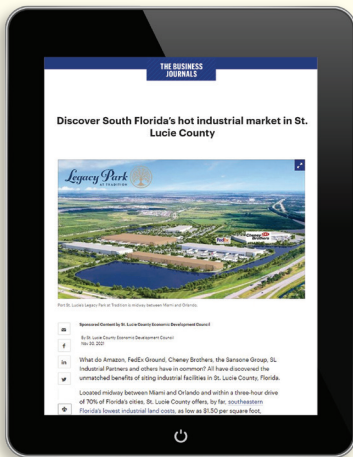 THE BUSINESS
JOURNALS
Discover South Florida's hot industrial market in St.
Lucie County
Legacy Park
AT TRADITION
FedEx
Cheney
Brothers
Port St. Lucie's Legacy Park at Tradition is midway between Miami and Orlando.
Sponsored Content by St. Lucie County Economic Development Council
By St. Lucie County Economic Development Council
Nov 30, 2021
What do Amazon, FedEx Ground, Cheney Brothers, the Sansone Group, SL
Industrial Partners and others have in common? All have discovered the
unmatched benefits of siting industrial facilities in St. Lucie County, Florida.
Located midway between Miami and Orlando and within a three-hour drive
of 70% of Florida's cities, St. Lucie County offers, by far, southeastern
Florida's lowest industrial land costs, as low as $1.50 per square foot,